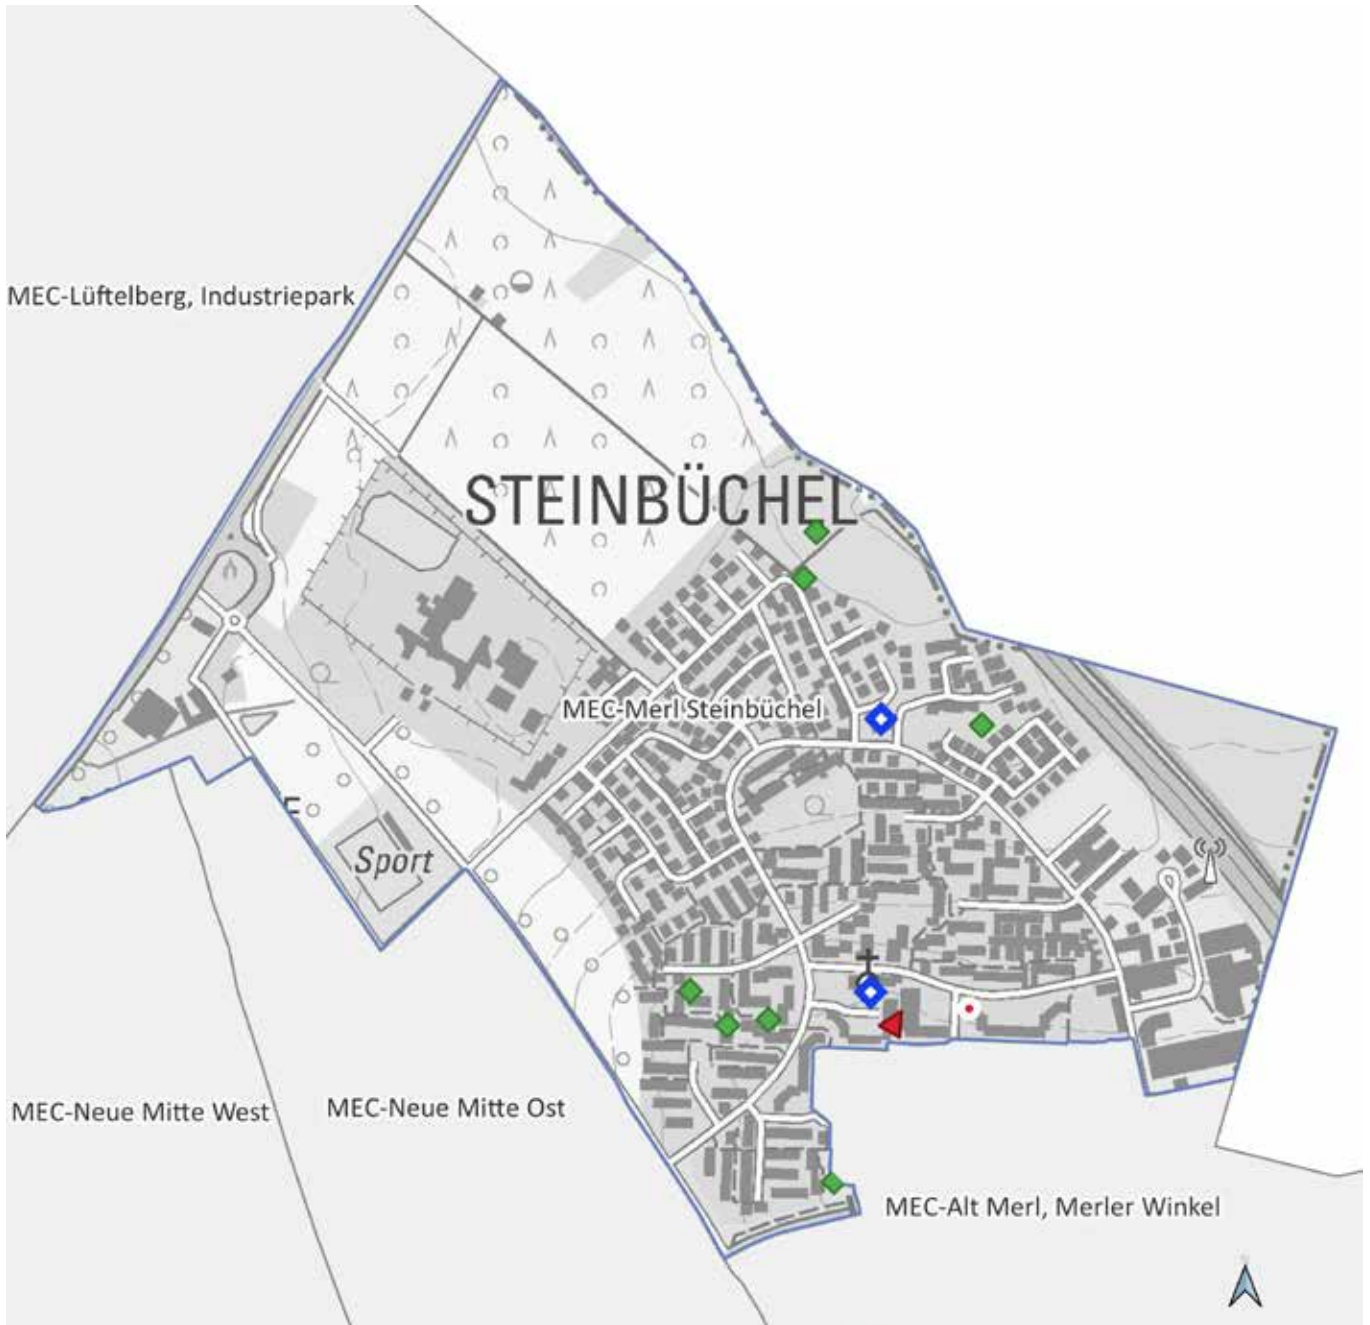 MEC-Lüftelberg, Industriepark
STEINBÜCHEL
MEC-Merl Steinbüchel
F
Sport
MEC-Neue Mitte West
MEC-Neue Mitte Ost
MEC-Alt Merl, Merler Winkel